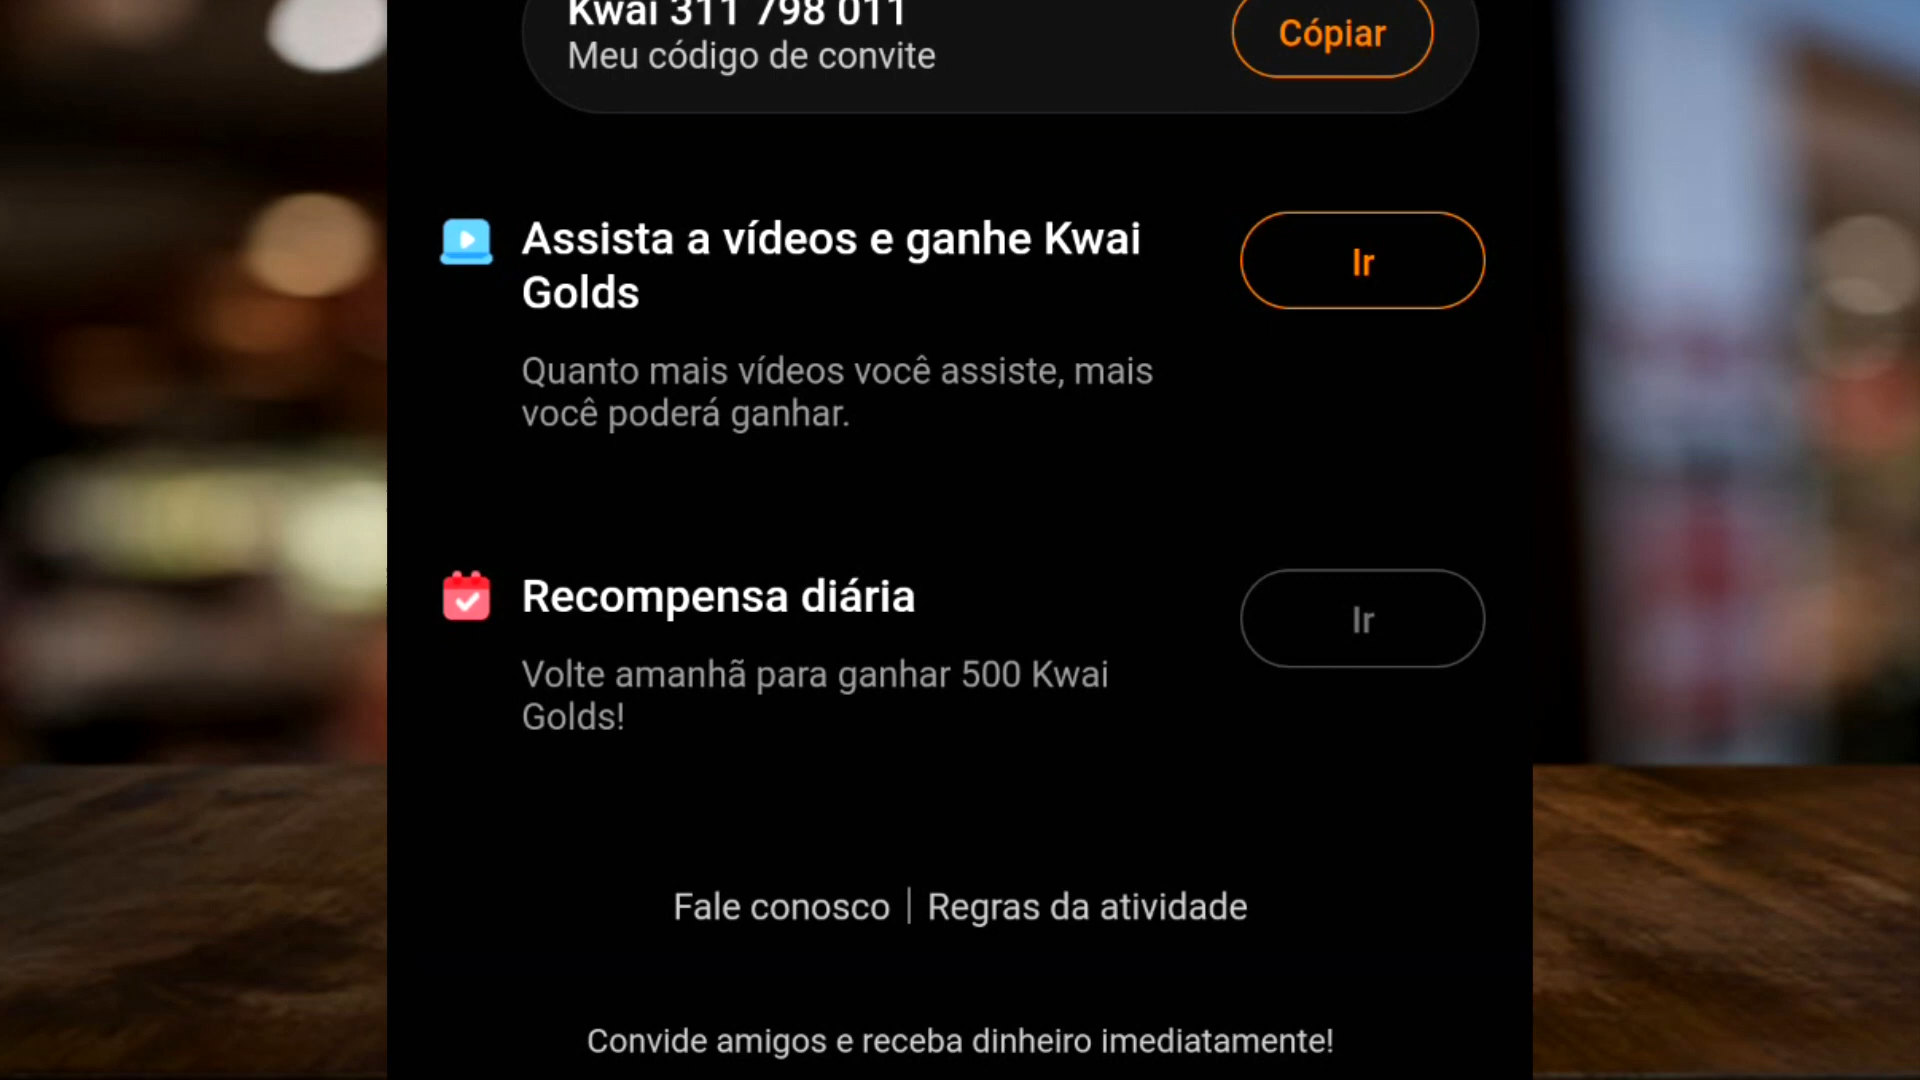 Kwai 311 798 011
Meu código de convite
Cópiar
Assista a vídeos e ganhe Kwai
Golds
Ir
Quanto mais vídeos você assiste, mais
você poderá ganhar.
Recompensa diária
Ir
Volte amanhã para ganhar 500 Kwai
Golds!
Fale conosco | Regras da atividade
Convide amigos e receba dinheiro imediatamente!